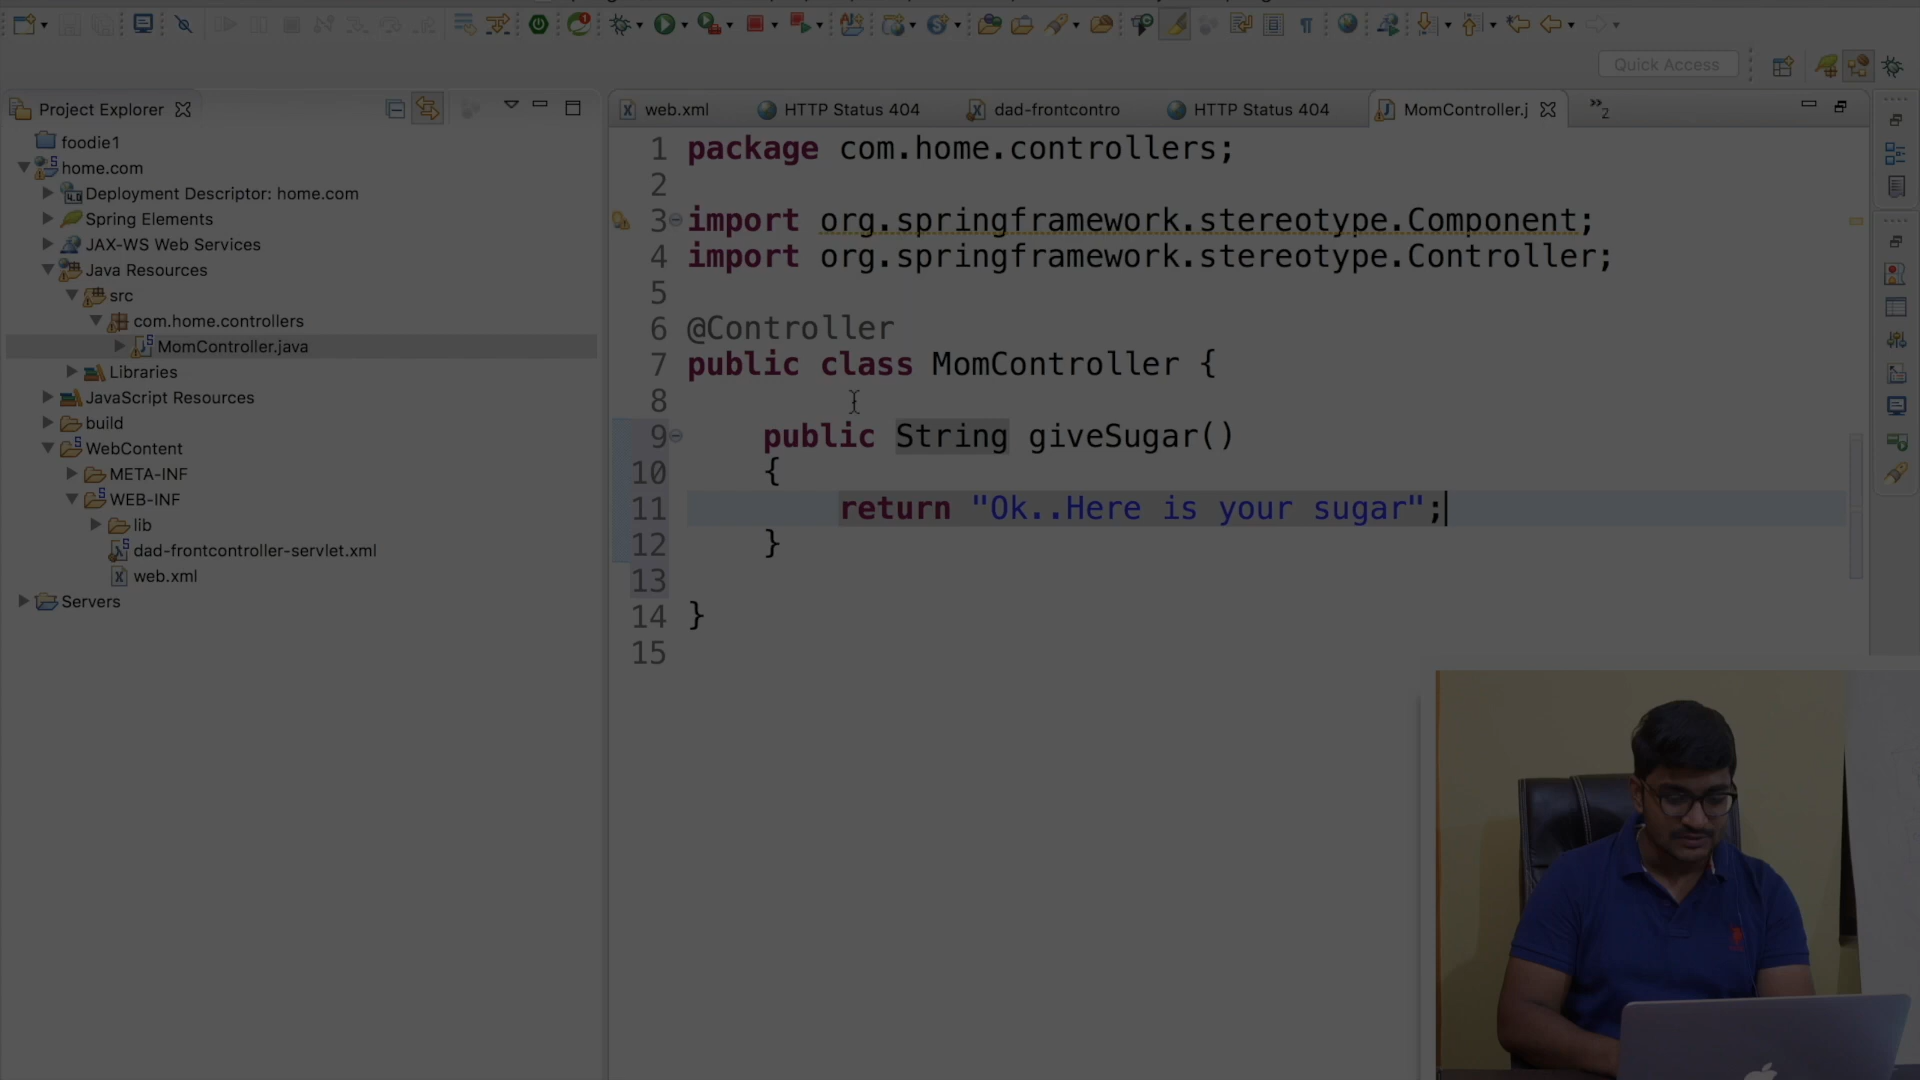 Quick Access
Project Explorer
web.xml
HTTP Status 404
dad-frontcontro
HTTP Status 404
MomController.j
»2
foodie1
home.com
Deployment Descriptor: home.com
Spring Elements
JAX-WS Web Services
Java Resources
src
com.home.controllers
MomController.java
Libraries
JavaScript Resources
build
WebContent
META-INF
WEB-INF
lib
dad-frontcontroller-servlet.xml
web.xml
Servers
1 package com.home.controllers;
2
3 import org.springframework.stereotype.Component;
4 import org.springframework.stereotype.Controller;
5
6 @Controller
7 public class MomController {
8
9 public String giveSugar()
10 {
11 return "Ok..Here is your sugar";
12 }
13
14 }
15